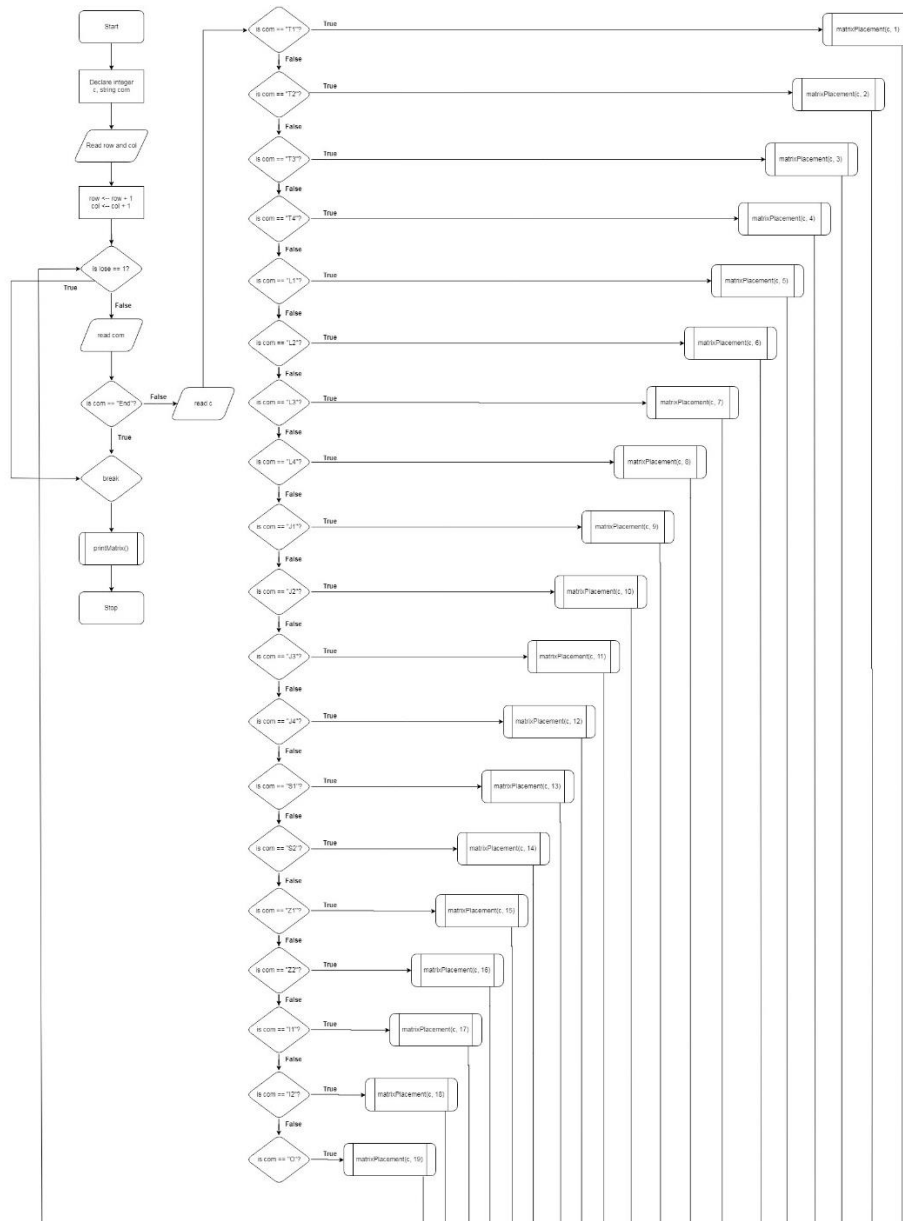 Start
Declare integer
c, string com
Read row and col
row <-- row + 1
col <-- col + 1
is lose == 1?
True
False
read com
is com == "End"?
False
read c
True
break
printMatrix()
Stop
is com == "T1"?
True
matrixPlacement(c, 1)
False
is com == "T2"?
True
matrixPlacement(c, 2)
False
is com == "T3"?
True
matrixPlacement(c, 3)
False
is com == "T4"?
True
matrixPlacement(c, 4)
False
is com == "L1"?
True
matrixPlacement(c, 5)
False
is com == "L2"?
True
matrixPlacement(c, 6)
False
is com == "L3"?
True
matrixPlacement(c, 7)
False
is com == "L4"?
True
matrixPlacement(c, 8)
False
is com == "J1"?
True
matrixPlacement(c, 9)
False
is com == "J2"?
True
matrixPlacement(c, 10)
False
is com == "J3"?
True
matrixPlacement(c, 11)
False
is com == "J4"?
True
matrixPlacement(c, 12)
False
is com == "S1"?
True
matrixPlacement(c, 13)
False
is com == "S2"?
True
matrixPlacement(c, 14)
False
is com == "Z1"?
True
matrixPlacement(c, 15)
False
is com == "Z2"?
True
matrixPlacement(c, 16)
False
is com == "I1"?
True
matrixPlacement(c, 17)
False
is com == "I2"?
True
matrixPlacement(c, 18)
False
is com == "O"?
True
matrixPlacement(c, 19)